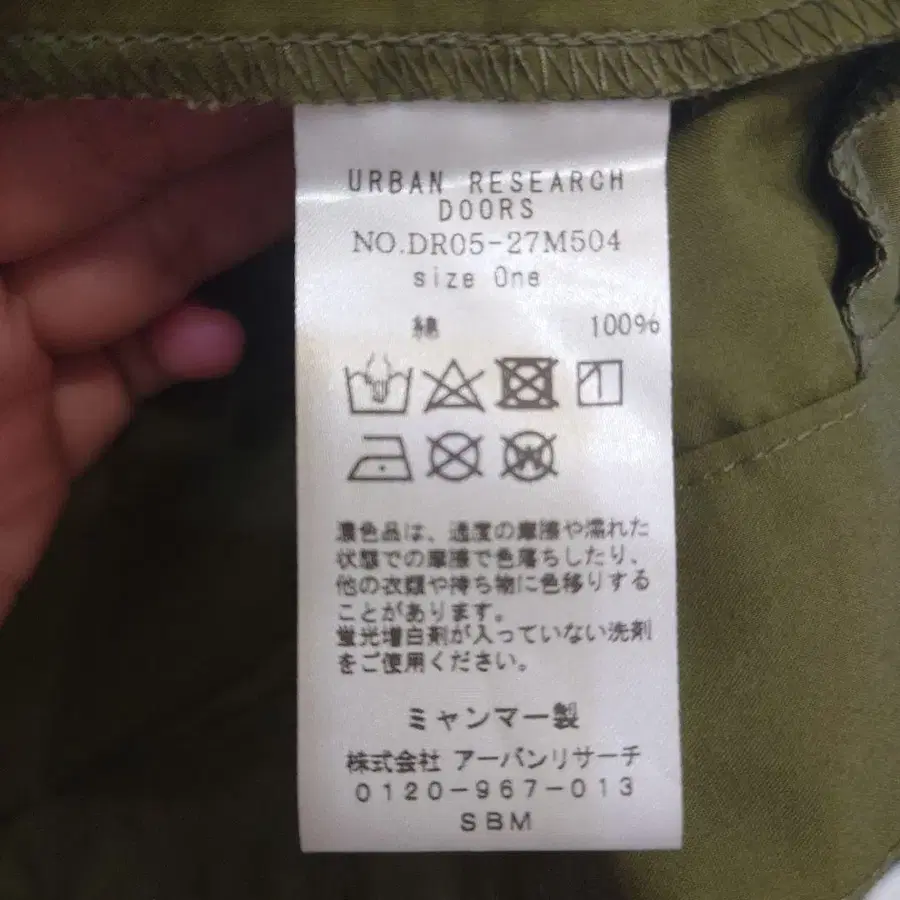 URBAN RESEARCH
DOORS
NO.DR05-27M504
size One
綿 100%
濃色品は、過度の摩擦や濡れた
状態での摩擦で色落ちしたり、
他の衣類や持ち物に色移りする
ことがあります。
蛍光増白剤が入っていない洗剤
をご使用ください。
ミャンマー製
株式会社 アーバンリサーチ
0120-967-013
SBM